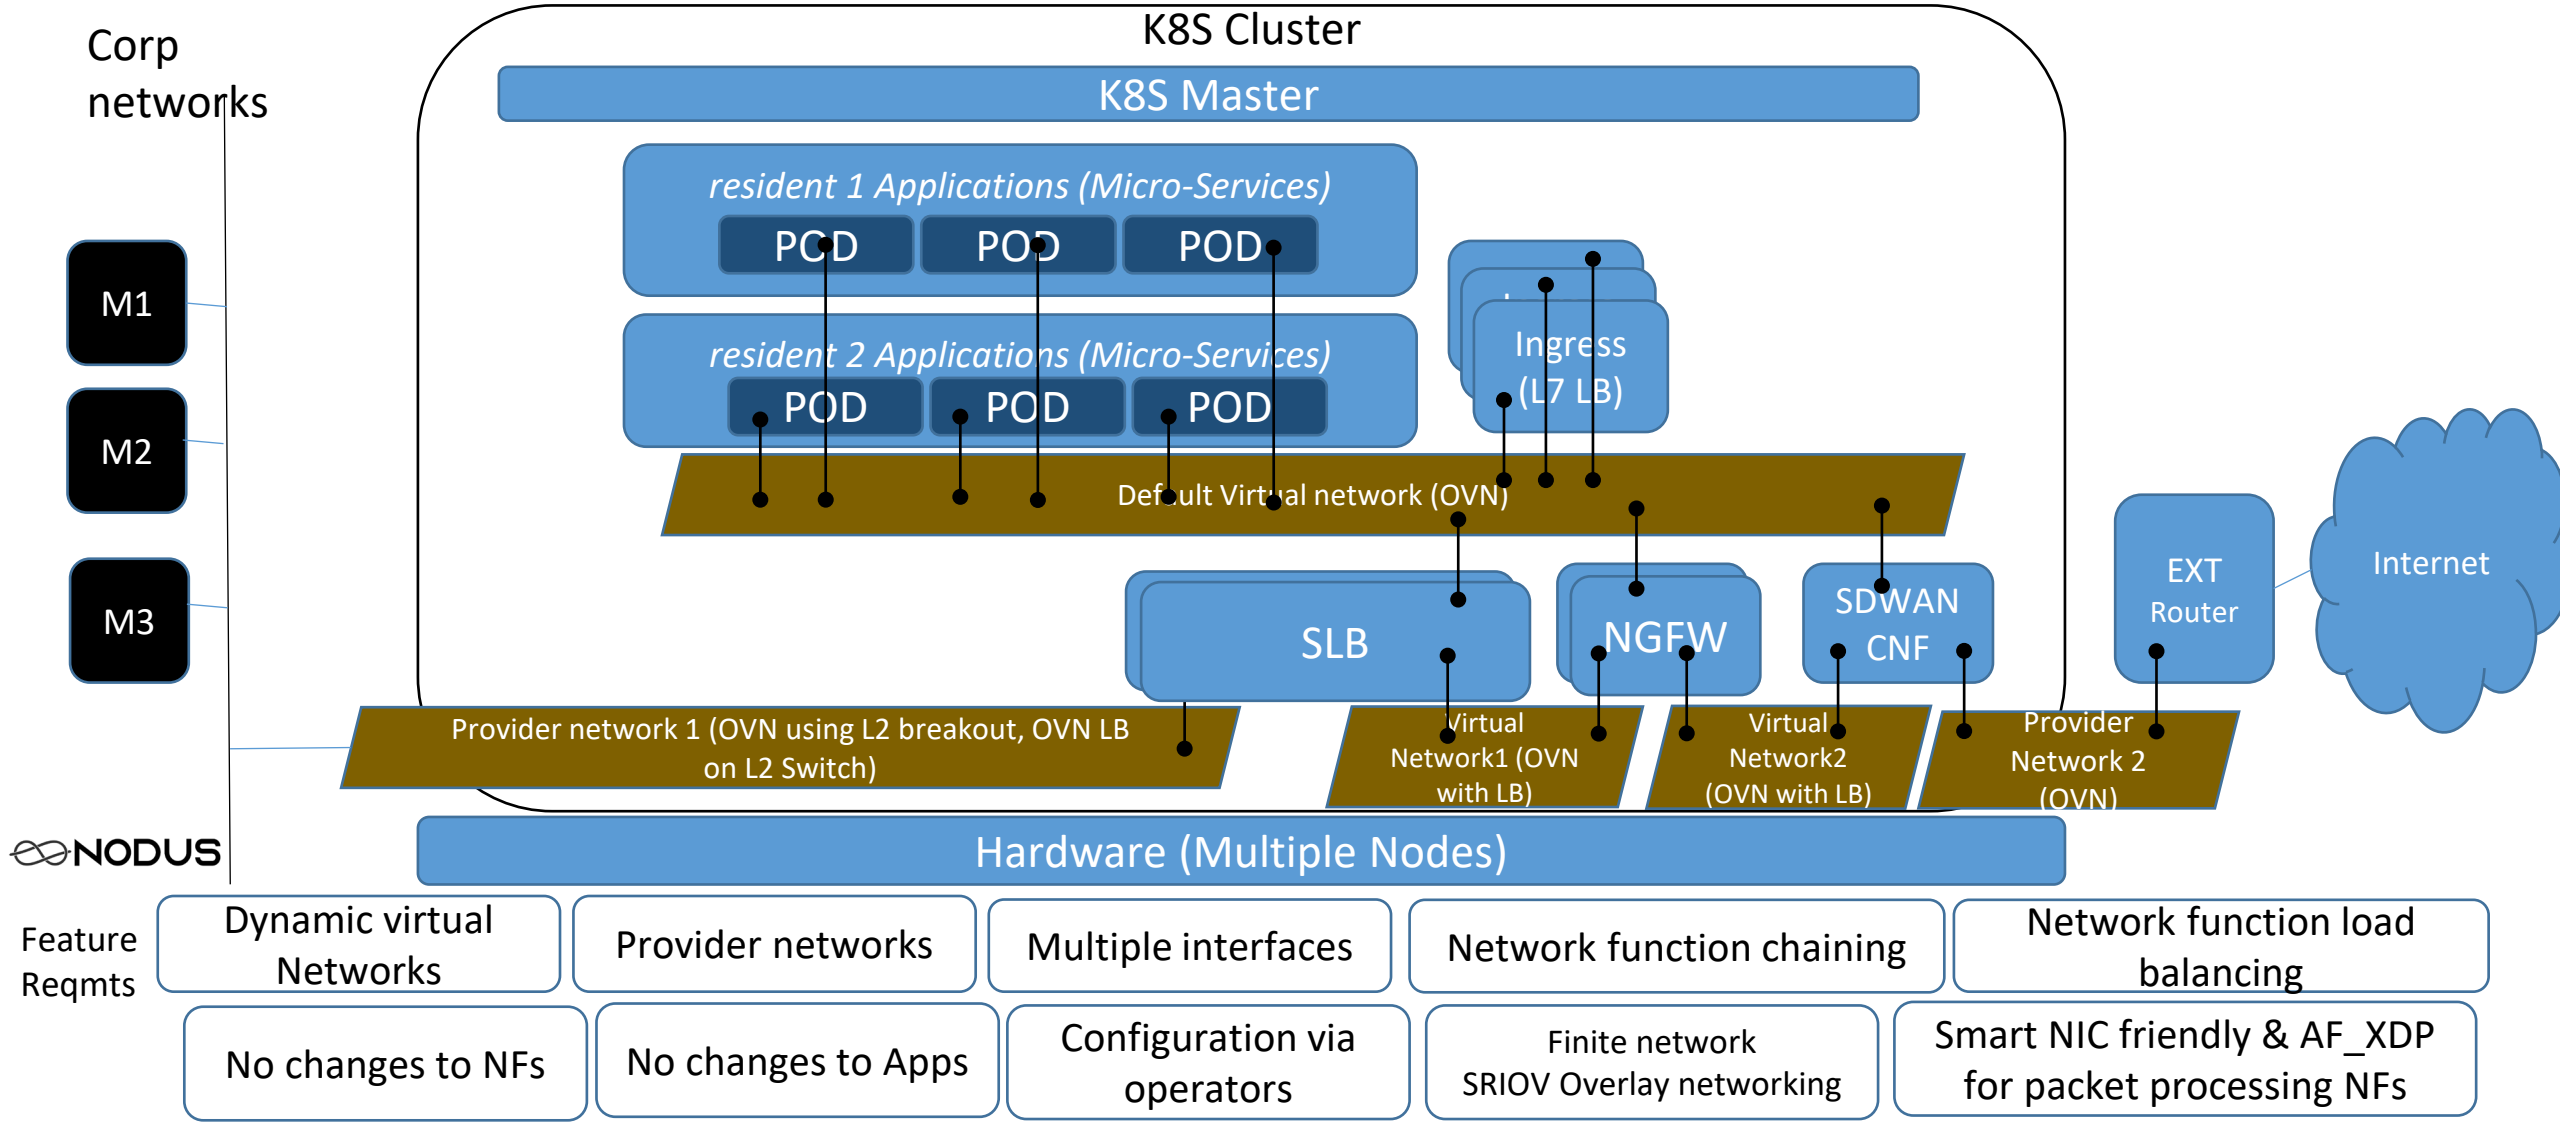 K8S Cluster
Corp
networks
K8S Master
resident 1 Applications (Micro-Services)
POD
POD
POD
M1
resident 2 Applications (Micro-Services)
POD
POD
POD
Ingress
(L7 LB)
M2
Default Virtual network (OVN)
M3
SLB
NGFW
SDWAN
CNF
EXT
Router
Internet
Provider network 1 (OVN using L2 breakout, OVN LB
on L2 Switch)
Virtual
Network1 (OVN
with LB)
Virtual
Network2
(OVN with LB)
Provider
Network 2
(OVN)
NODUS
Hardware (Multiple Nodes)
Feature
Reqmts
Dynamic virtual
Networks
Provider networks
Multiple interfaces
Network function chaining
Network function load
balancing
No changes to NFs
No changes to Apps
Configuration via
operators
Finite network
SRIOV Overlay networking
Smart NIC friendly & AF_XDP
for packet processing NFs